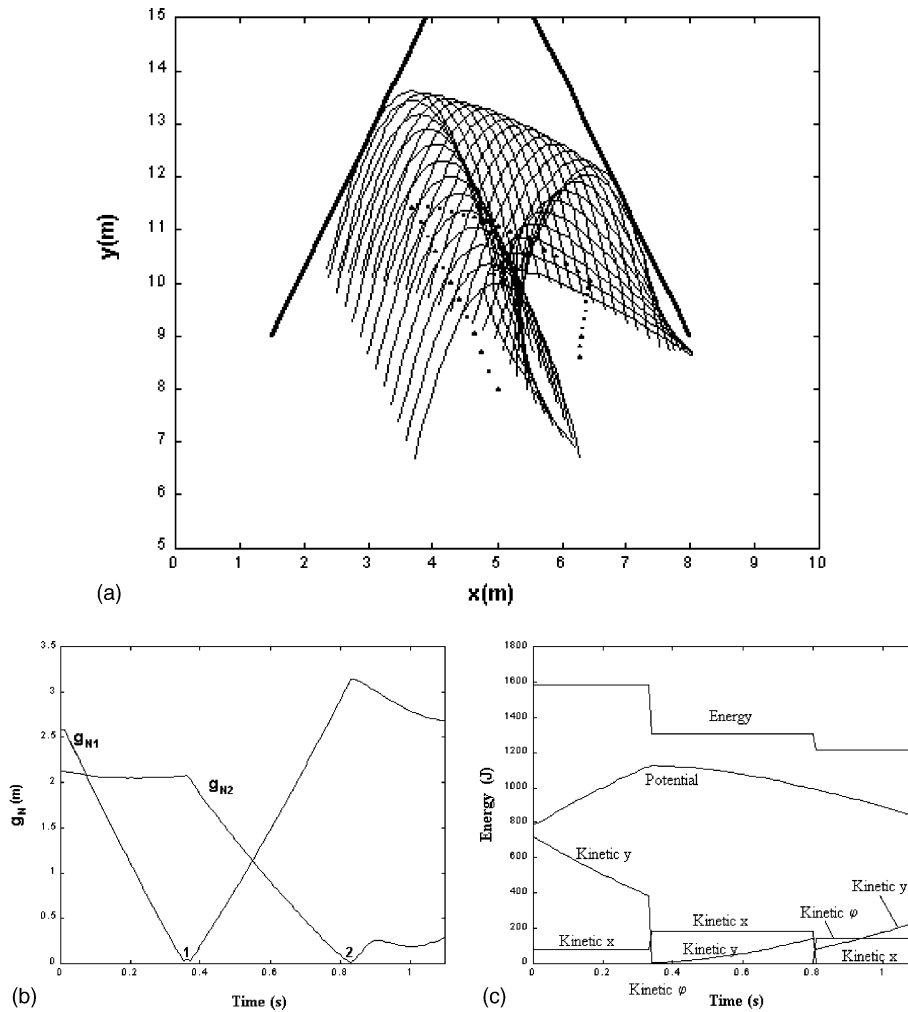 15
14
13
12
11
10
9
8
7
6
5
y(m)
0 1 2 3 4 5 6 7 8 9 10
x(m)
(a)
3.5
3
2.5
2
1.5
1
0.5
0
gN (m)
gN1
gN2
1
2
0 0.2 0.4 0.6 0.8 1
Time (s)
(b)
1800
1600
1400
1200
1000
800
600
400
200
0
Energy (J)
Energy
Potential
Kinetic y
Kinetic y
Kinetic x
Kinetic φ
Kinetic x
Kinetic y
Kinetic x
Kinetic φ
0 0.2 0.4 0.6 0.8 1
Time (s)
(c)